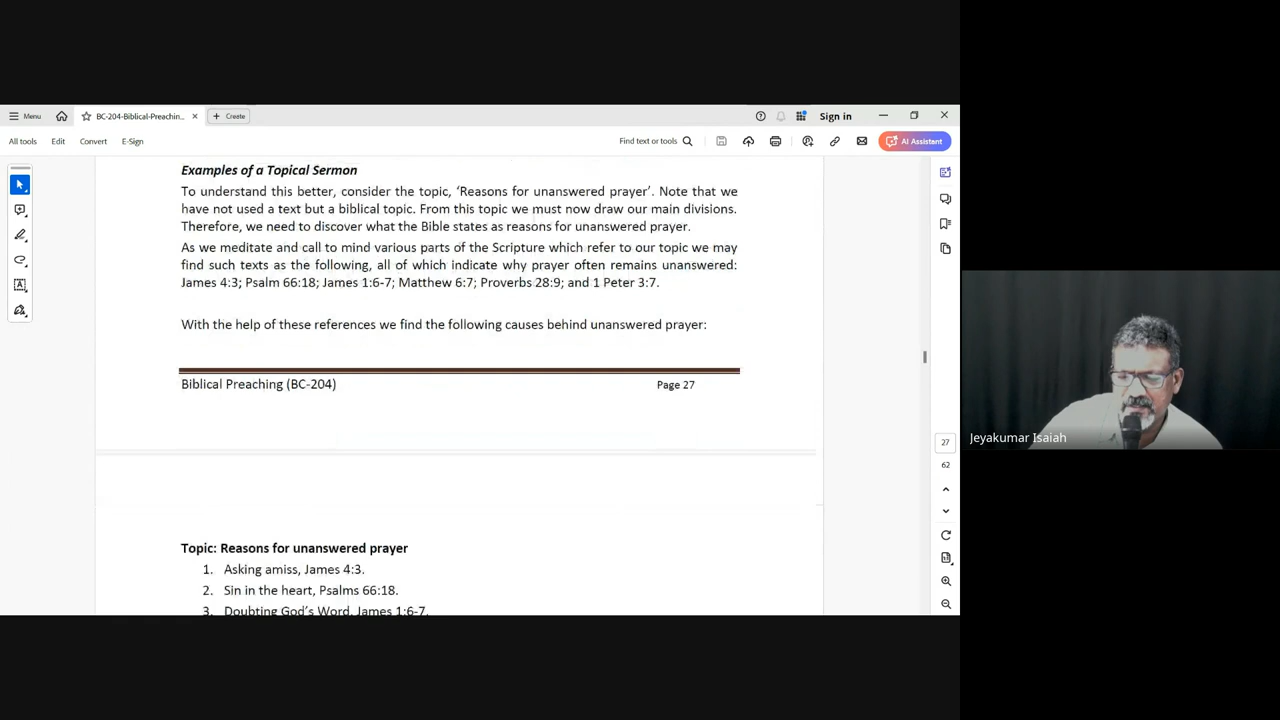 Menu
BC-204-Biblical-Preachin...
Create
Sign in
All tools
Edit
Convert
E-Sign
Find text or tools
AI Assistant
Examples of a Topical Sermon
To understand this better, consider the topic, ‘Reasons for unanswered prayer’. Note that we
have not used a text but a biblical topic. From this topic we must now draw our main divisions.
Therefore, we need to discover what the Bible states as reasons for unanswered prayer.
As we meditate and call to mind various parts of the Scripture which refer to our topic we may
find such texts as the following, all of which indicate why prayer often remains unanswered:
James 4:3; Psalm 66:18; James 1:6-7; Matthew 6:7; Proverbs 28:9; and 1 Peter 3:7.
With the help of these references we find the following causes behind unanswered prayer:
Biblical Preaching (BC-204)
Page 27
27
62
Topic: Reasons for unanswered prayer
1. Asking amiss, James 4:3.
2. Sin in the heart, Psalms 66:18.
3. Doubting God’s Word, James 1:6-7.
Jeyakumar Isaiah